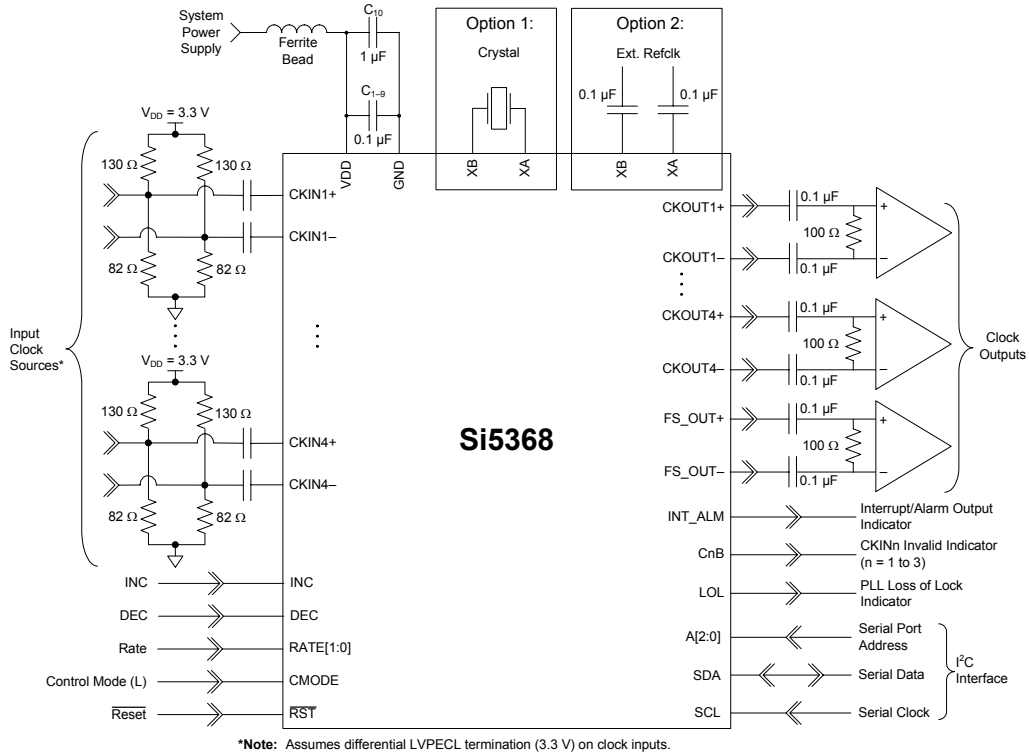 System
Power
Supply
Ferrite
Bead
C10
1 µF
C1–9
0.1 µF
Option 1:
Crystal
Option 2:
Ext. Refclk
0.1 µF
0.1 µF
VDD
GND
XB
XA
XB
XA
VDD = 3.3 V
130 Ω
130 Ω
CKIN1+
CKIN1–
82 Ω
82 Ω
Input
Clock
Sources*
VDD = 3.3 V
130 Ω
130 Ω
CKIN4+
CKIN4–
82 Ω
82 Ω
INC
INC
DEC
DEC
Rate
RATE[1:0]
Control Mode (L)
CMODE
Reset
RST
Si5368
CKOUT1+
0.1 µF
+
100 Ω
CKOUT1–
–
0.1 µF
CKOUT4+
0.1 µF
+
100 Ω
CKOUT4–
–
0.1 µF
Clock
Outputs
FS_OUT+
0.1 µF
+
100 Ω
FS_OUT–
–
0.1 µF
INT_ALM
Interrupt/Alarm Output
Indicator
CnB
CKINn Invalid Indicator
(n = 1 to 3)
LOL
PLL Loss of Lock
Indicator
A[2:0]
Serial Port
Address
SDA
Serial Data
SCL
Serial Clock
I2C
Interface
*Note: Assumes differential LVPECL termination (3.3 V) on clock inputs.